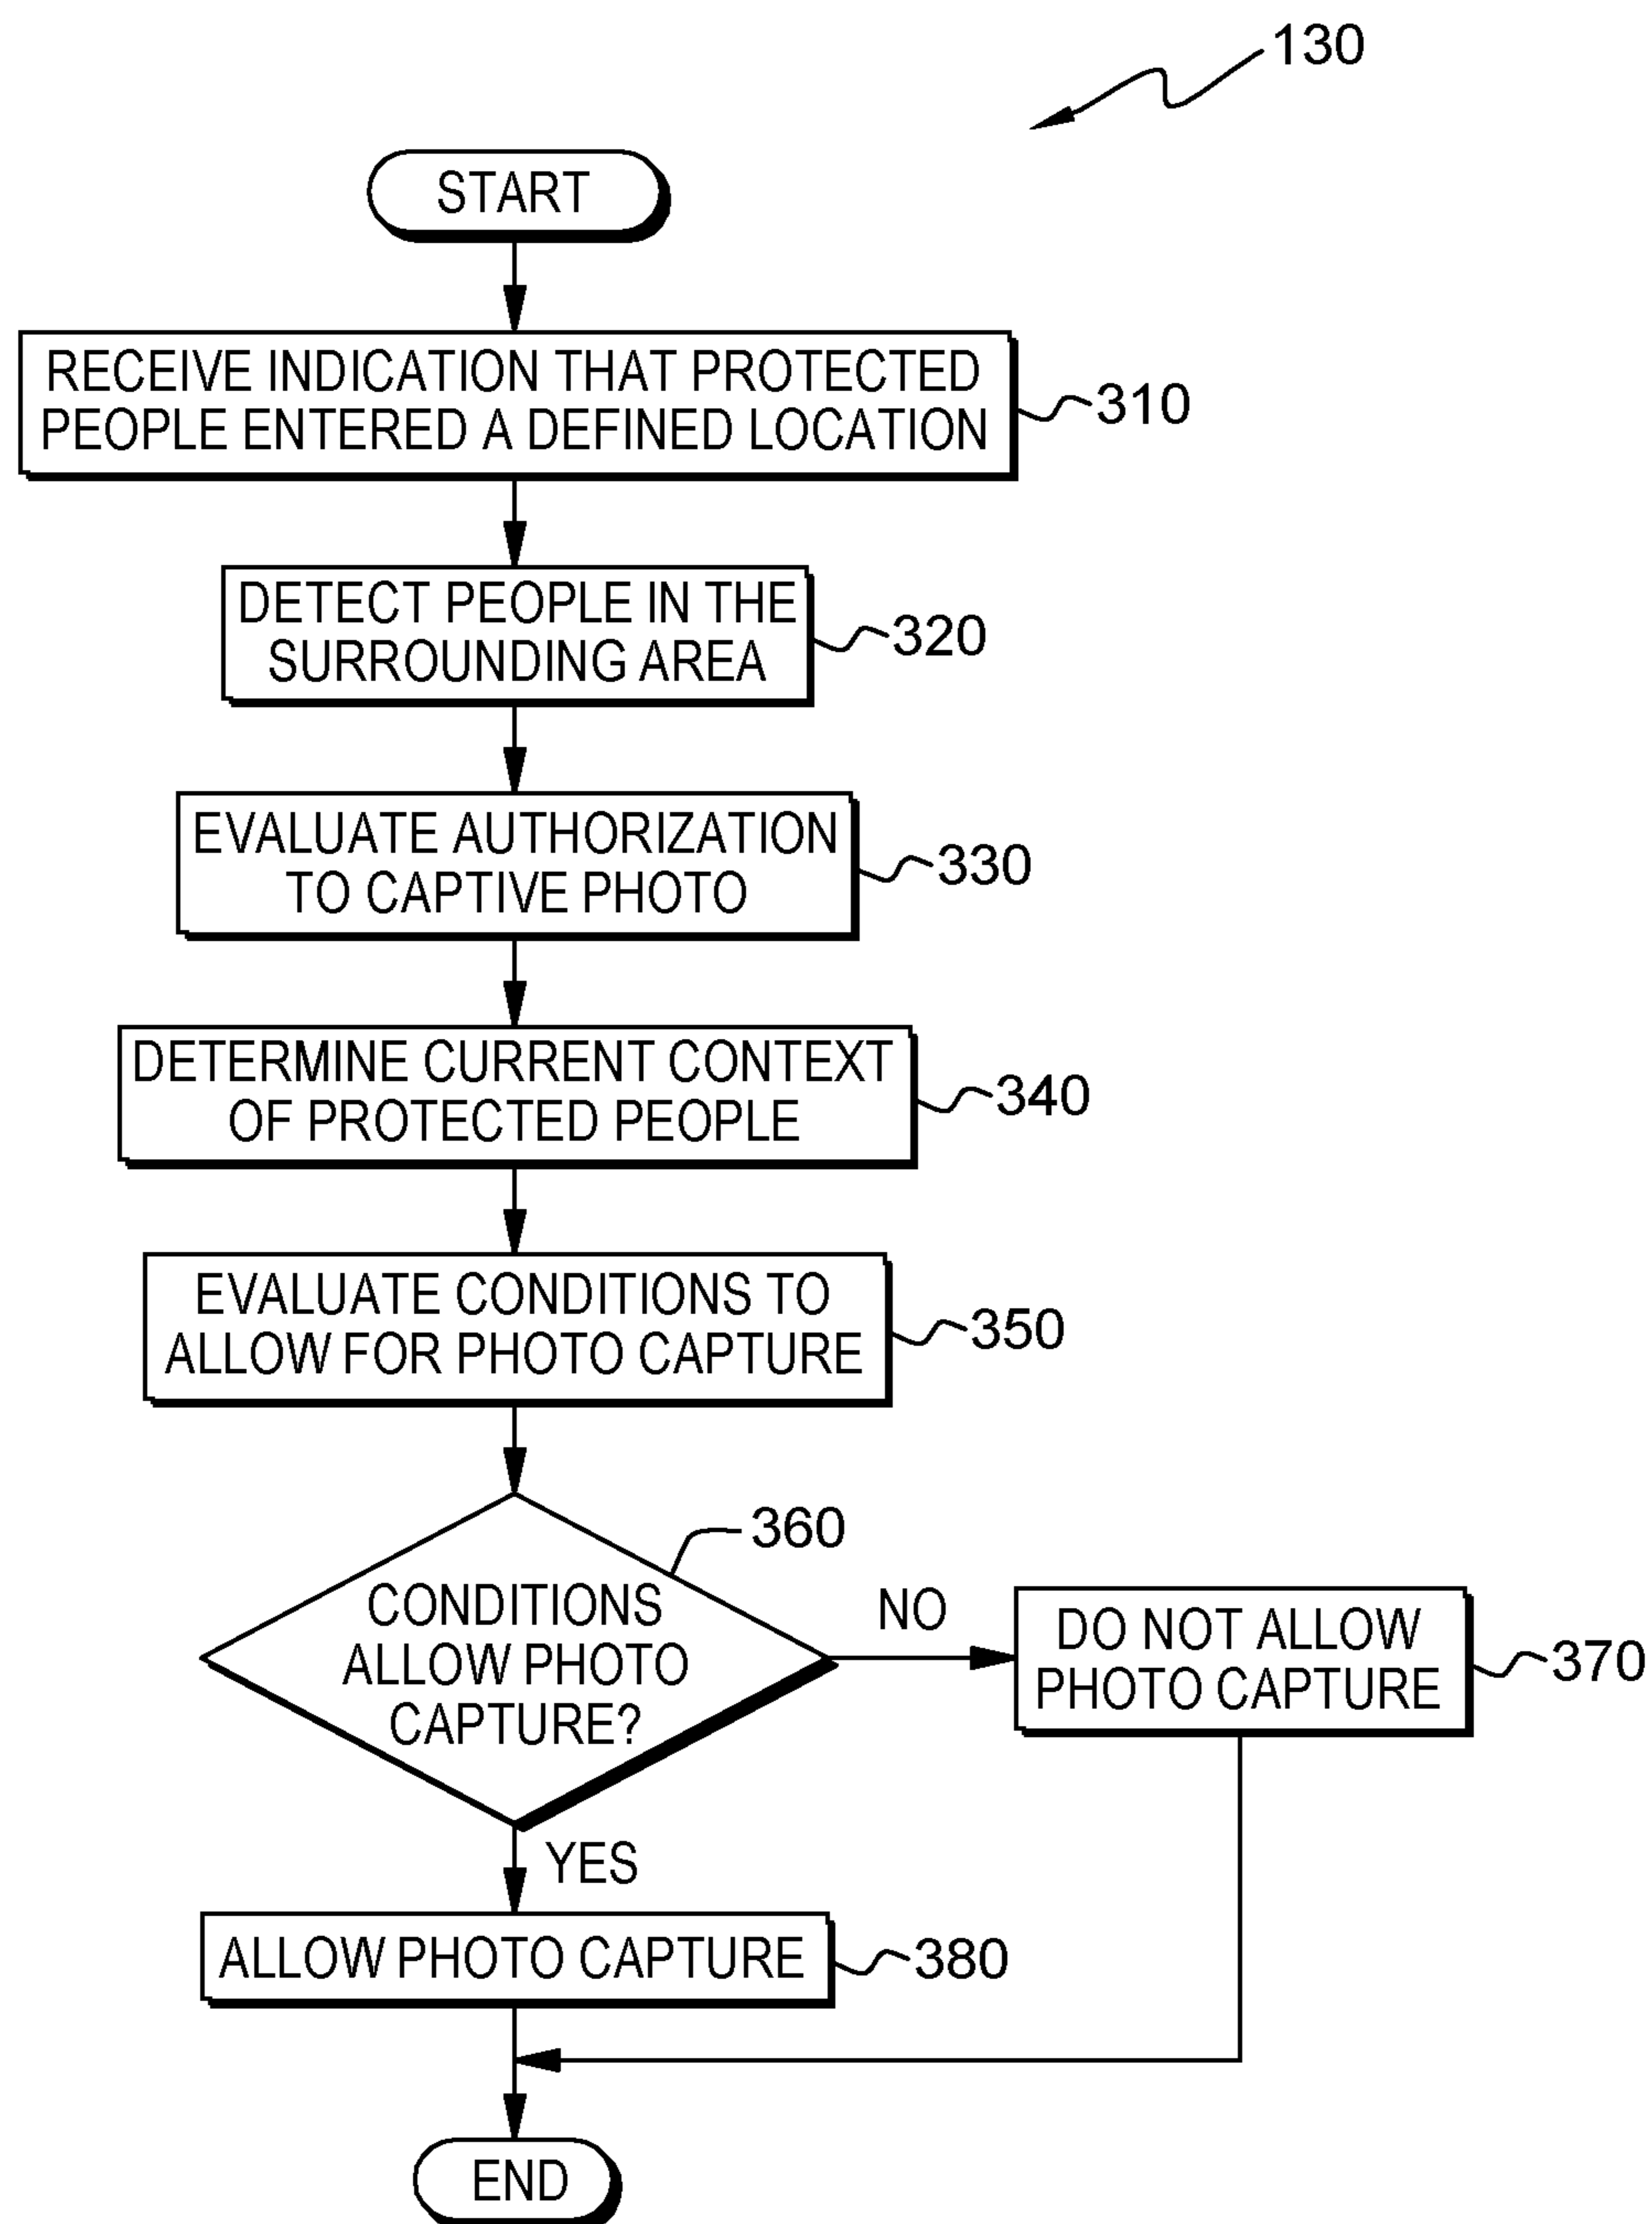 130
START
RECEIVE INDICATION THAT PROTECTED
PEOPLE ENTERED A DEFINED LOCATION
310
DETECT PEOPLE IN THE
SURROUNDING AREA
320
EVALUATE AUTHORIZATION
TO CAPTIVE PHOTO
330
DETERMINE CURRENT CONTEXT
OF PROTECTED PEOPLE
340
EVALUATE CONDITIONS TO
ALLOW FOR PHOTO CAPTURE
350
360
CONDITIONS
ALLOW PHOTO
CAPTURE?
NO
DO NOT ALLOW
PHOTO CAPTURE
370
YES
ALLOW PHOTO CAPTURE
380
END